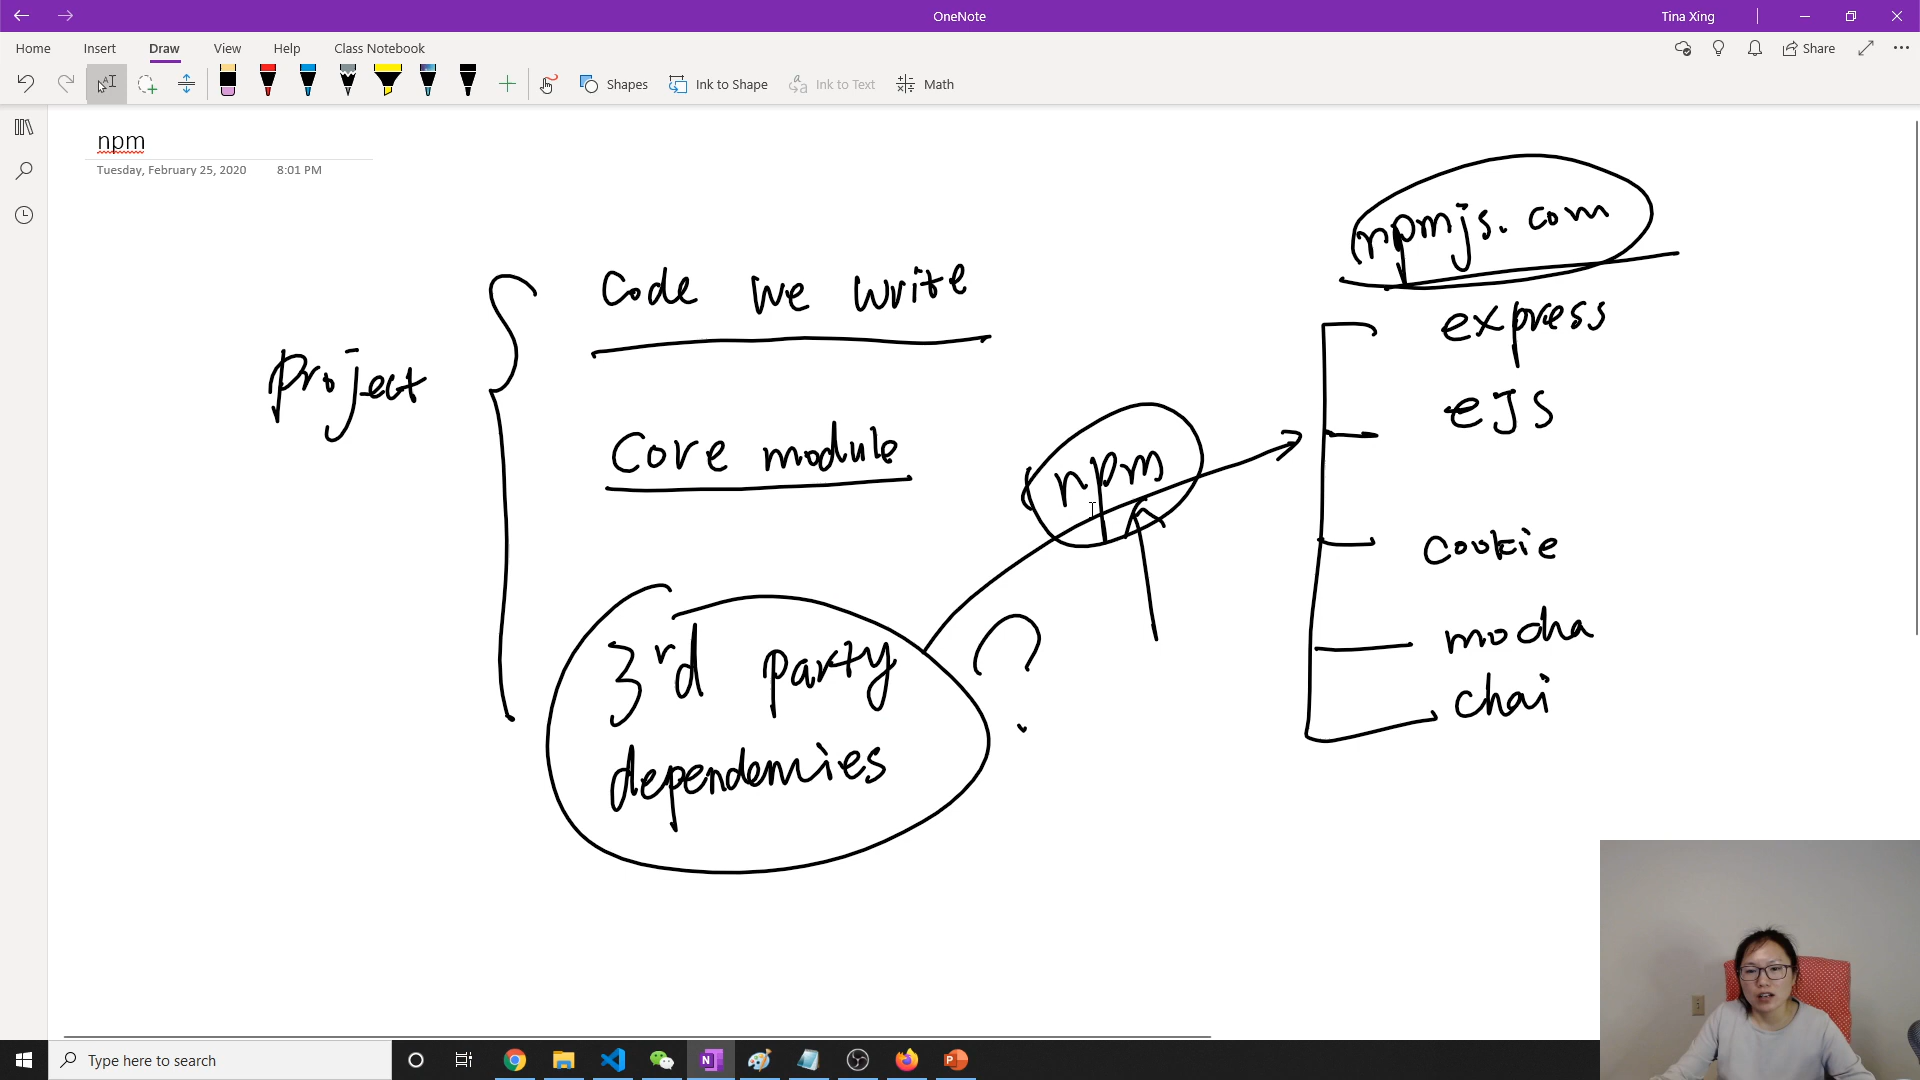 OneNote
Tina Xing
Home Insert Draw View Help Class Notebook
Share
Shapes Ink to Shape Ink to Text Math
npm
Tuesday, February 25, 2020 8:01 PM
npmjs.com
Code we write
express
Project
eJS
Core module
npm
cookie
3rd party
?
mocha
chai
dependencies
Type here to search